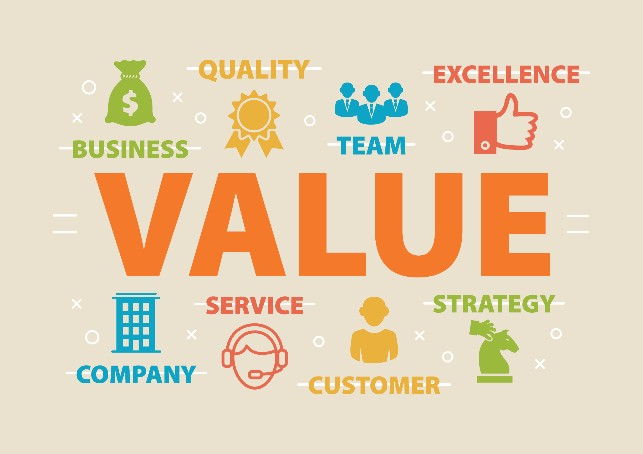 QUALITY
EXCELLENCE
$
BUSINESS
TEAM
VALUE
SERVICE
STRATEGY
COMPANY
CUSTOMER